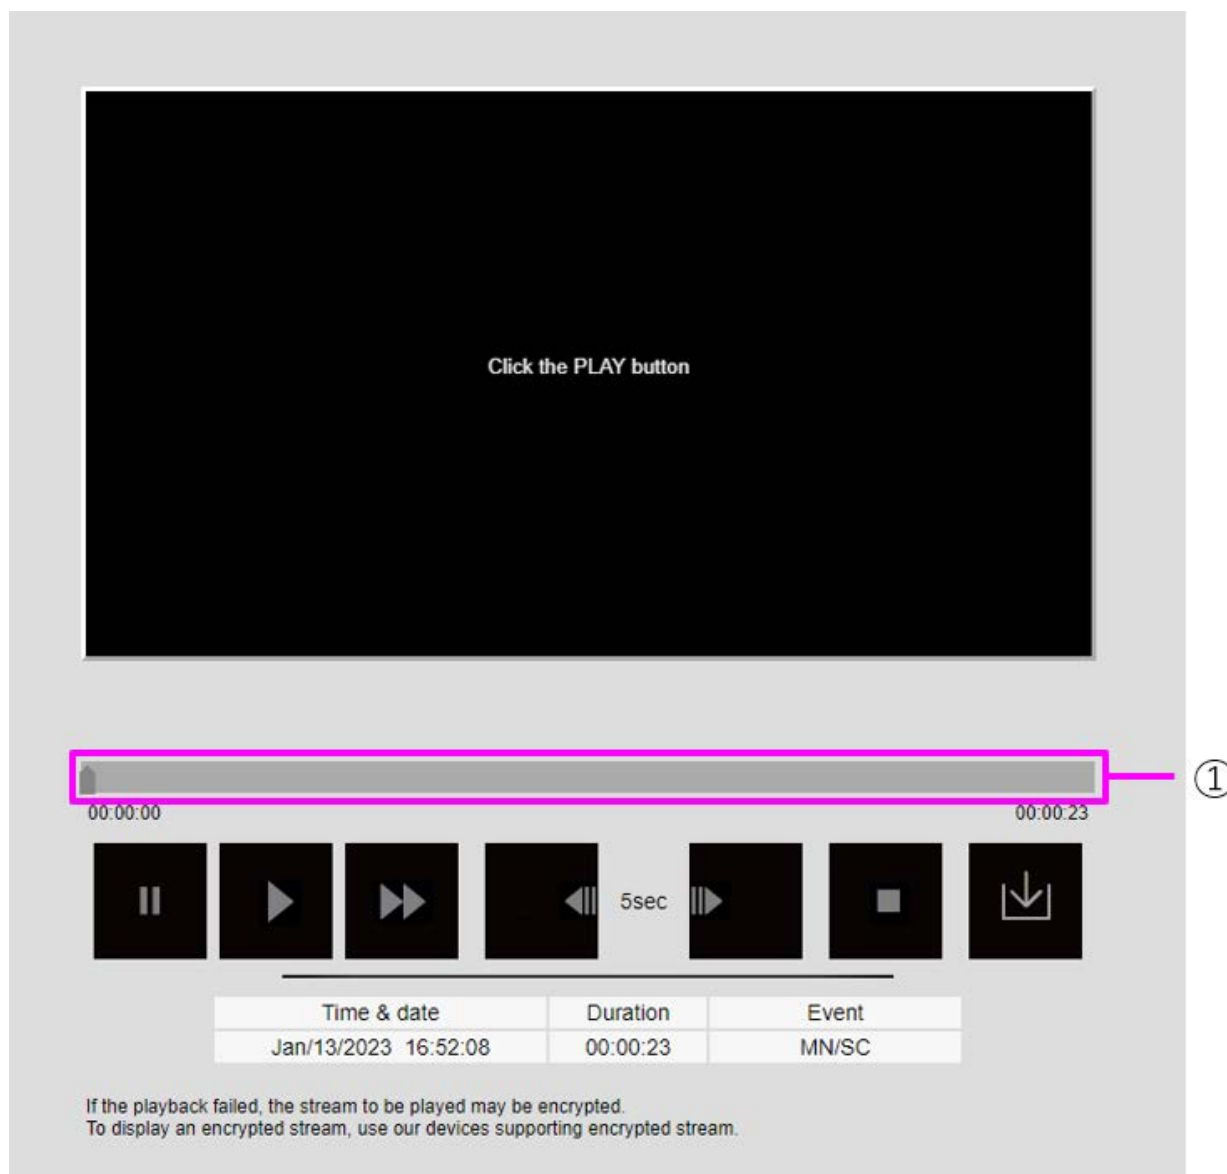 Click the PLAY button
①
00:00:00 00:00:23
5sec
Time & date Duration Event
Jan/13/2023 16:52:08 00:00:23 MN/SC
If the playback failed, the stream to be played may be encrypted.
To display an encrypted stream, use our devices supporting encrypted stream.